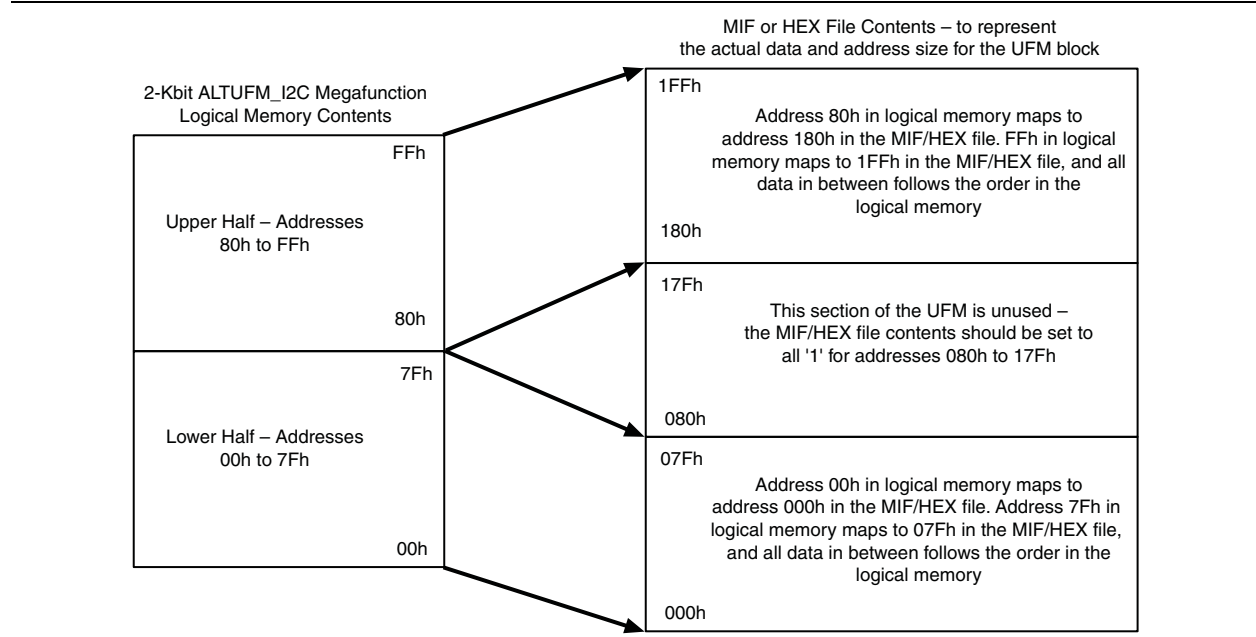 2-Kbit ALTUFM_I2C Megafunction
Logical Memory Contents
FFh
Upper Half – Addresses
80h to FFh
80h
7Fh
Lower Half – Addresses
00h to 7Fh
00h
MIF or HEX File Contents – to represent
the actual data and address size for the UFM block
1FFh
Address 80h in logical memory maps to
address 180h in the MIF/HEX file. FFh in logical
memory maps to 1FFh in the MIF/HEX file, and all
data in between follows the order in the
logical memory
180h
17Fh
This section of the UFM is unused –
the MIF/HEX file contents should be set to
all '1' for addresses 080h to 17Fh
080h
07Fh
Address 00h in logical memory maps to
address 000h in the MIF/HEX file. Address 7Fh in
logical memory maps to 07Fh in the MIF/HEX file,
and all data in between follows the order in the
logical memory
000h